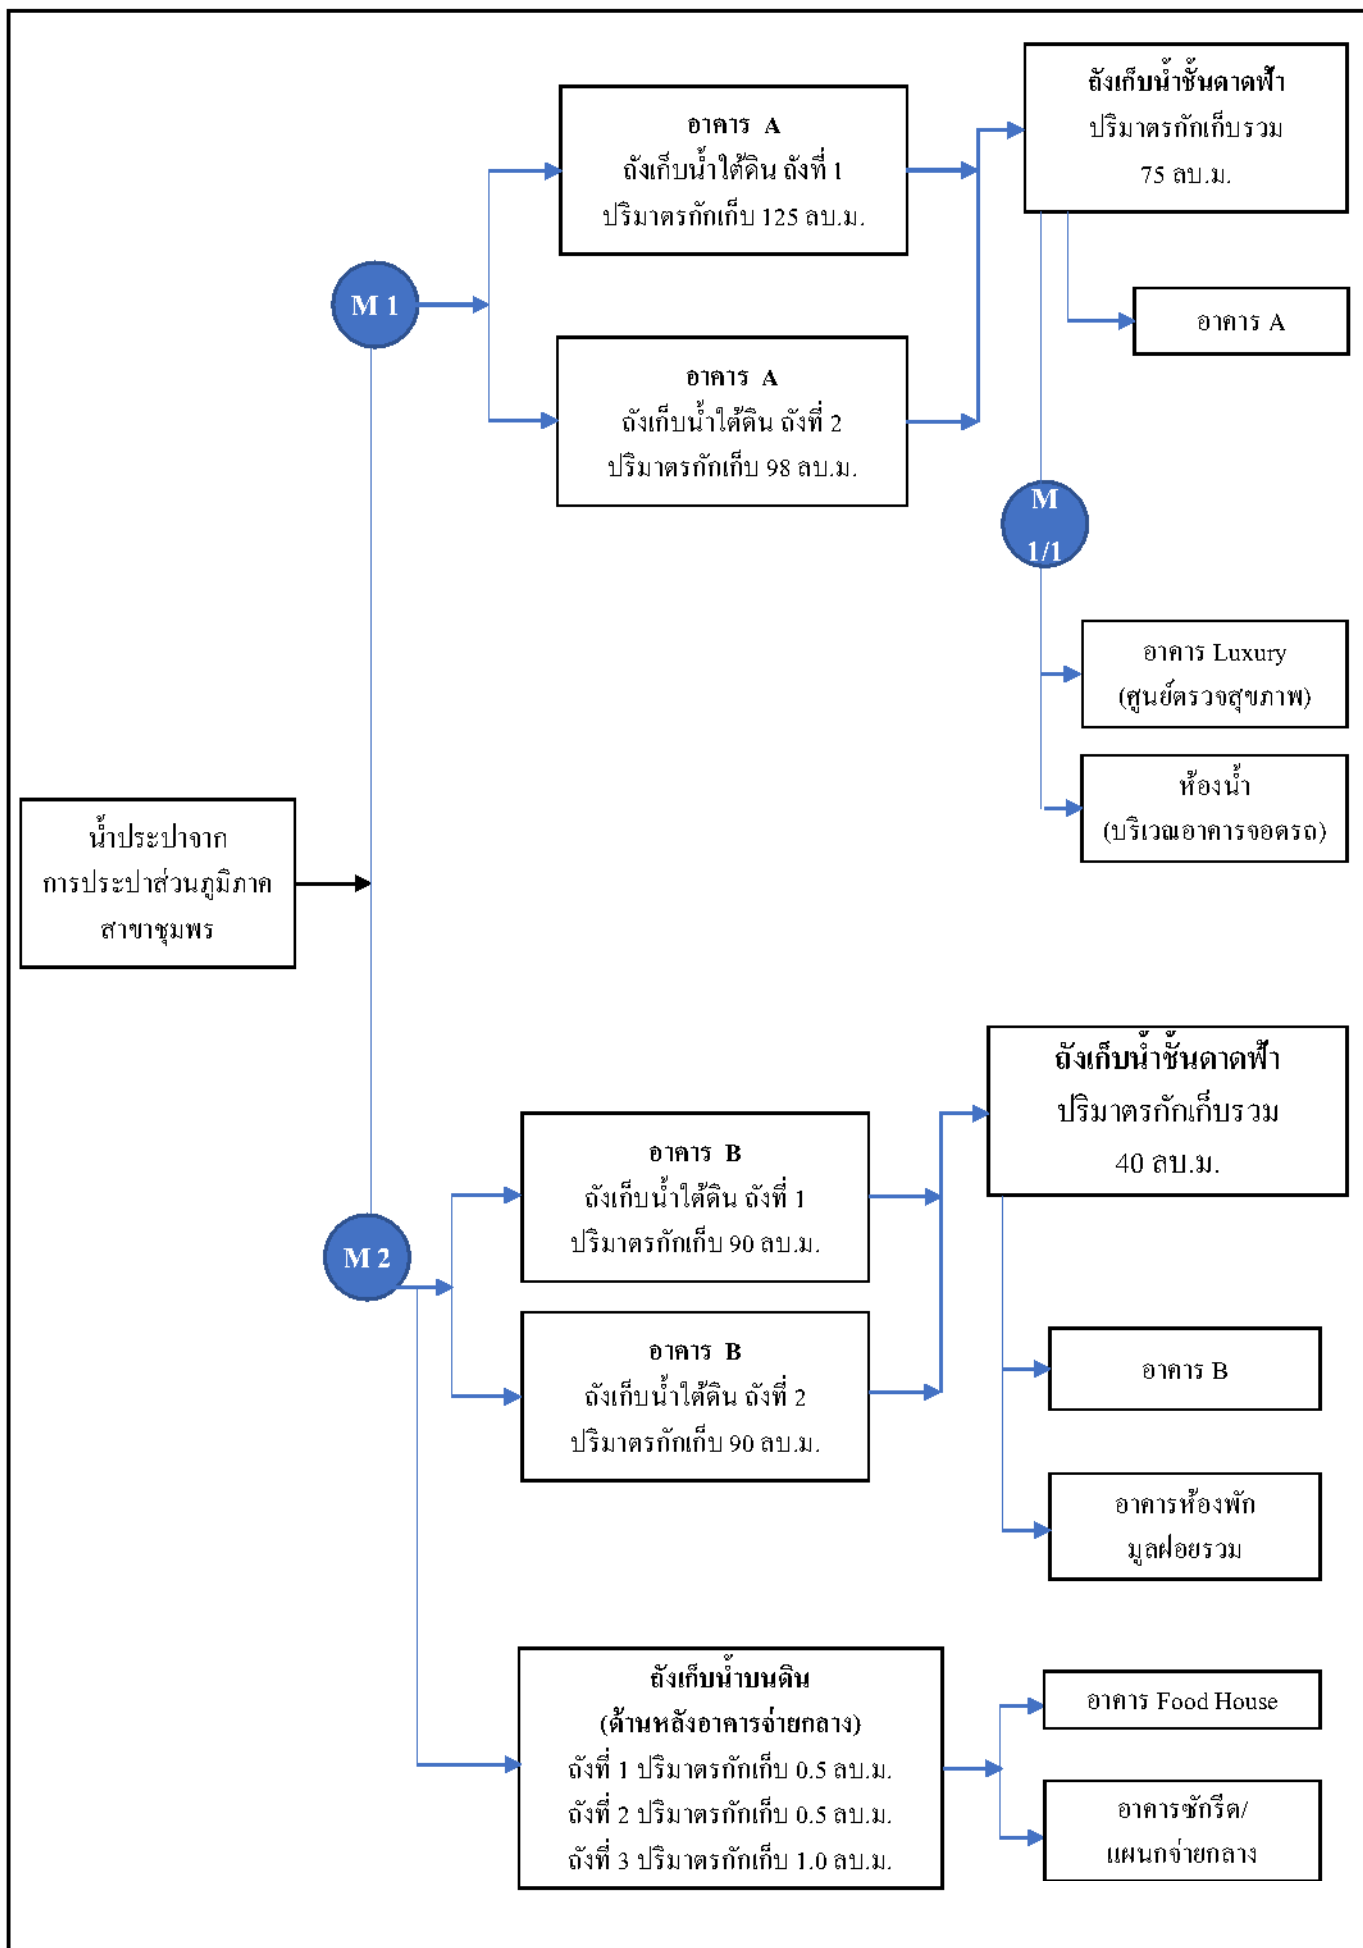 ถังเก็บน้ำชั้นดาดฟ้า
ปริมาตรกักเก็บรวม
75 ลบ.ม.
อาคาร A
ถังเก็บน้ำใต้ดิน ถังที่ 1
ปริมาตรกักเก็บ 125 ลบ.ม.
M 1
อาคาร A
อาคาร A
ถังเก็บน้ำใต้ดิน ถังที่ 2
ปริมาตรกักเก็บ 98 ลบ.ม.
M
1/1
อาคาร Luxury
(ศูนย์ตรวจสุขภาพ)
ห้องน้ำ
(บริเวณอาคารจอดรถ)
น้ำประปาจาก
การประปาส่วนภูมิภาค
สาขาชุมพร
ถังเก็บน้ำชั้นดาดฟ้า
ปริมาตรกักเก็บรวม
40 ลบ.ม.
อาคาร B
ถังเก็บน้ำใต้ดิน ถังที่ 1
ปริมาตรกักเก็บ 90 ลบ.ม.
M 2
อาคาร B
ถังเก็บน้ำใต้ดิน ถังที่ 2
ปริมาตรกักเก็บ 90 ลบ.ม.
อาคาร B
อาคารห้องพัก
มูลฝอยรวม
ถังเก็บน้ำบนดิน
(ด้านหลังอาคารจ่ายกลาง)
ถังที่ 1 ปริมาตรกักเก็บ 0.5 ลบ.ม.
ถังที่ 2 ปริมาตรกักเก็บ 0.5 ลบ.ม.
ถังที่ 3 ปริมาตรกักเก็บ 1.0 ลบ.ม.
อาคาร Food House
อาคารซักรีด/
แผนกจ่ายกลาง